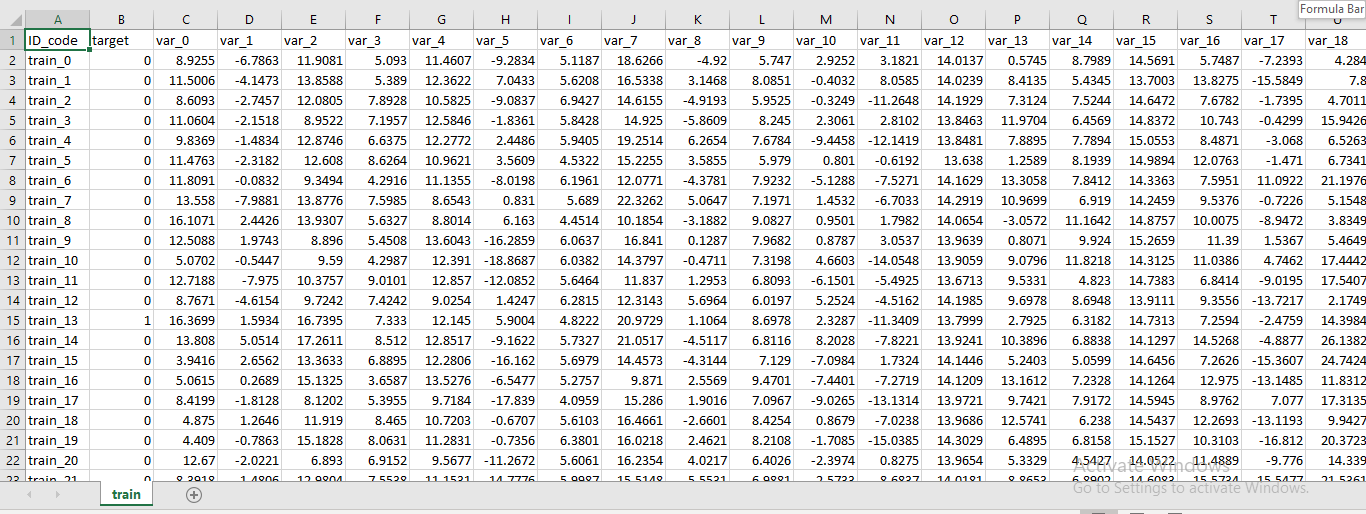 Formula Bar
A B C D E F G H I J K L M N O P Q R S T U
1 ID_code target var_0 var_1 var_2 var_3 var_4 var_5 var_6 var_7 var_8 var_9 var_10 var_11 var_12 var_13 var_14 var_15 var_16 var_17 var_18
2 train_0 0 8.9255 -6.7863 11.9081 5.093 11.4607 -9.2834 5.1187 18.6266 -4.92 5.747 2.9252 3.1821 14.0137 0.5745 8.7989 14.5691 5.7487 -7.2393 4.284
3 train_1 0 11.5006 -4.1473 13.8588 5.389 12.3622 7.0433 5.6208 16.5338 3.1468 8.0851 -0.4032 8.0585 14.0239 8.4135 5.4345 13.7003 13.8275 -15.5849 7.8
4 train_2 0 8.6093 -2.7457 12.0805 7.8928 10.5825 -9.0837 6.9427 14.6155 -4.9193 5.9525 -0.3249 -11.2648 14.1929 7.3124 7.5244 14.6472 7.6782 -1.7395 4.7011
5 train_3 0 11.0604 -2.1518 8.9522 7.1957 12.5846 -1.8361 5.8428 14.925 -5.8609 8.245 2.3061 2.8102 13.8463 11.9704 6.4569 14.8372 10.743 -0.4299 15.9426
6 train_4 0 9.8369 -1.4834 12.8746 6.6375 12.2772 2.4486 5.9405 19.2514 6.2654 7.6784 -9.4458 -12.1419 13.8481 7.8895 7.7894 15.0553 8.4871 -3.068 6.5263
7 train_5 0 11.4763 -2.3182 12.608 8.6264 10.9621 3.5609 4.5322 15.2255 3.5855 5.979 0.801 -0.6192 13.638 1.2589 8.1939 14.9894 12.0763 -1.471 6.7341
8 train_6 0 11.8091 -0.0832 9.3494 4.2916 11.1355 -8.0198 6.1961 12.0771 -4.3781 7.9232 -5.1288 -7.5271 14.1629 13.3058 7.8412 14.3363 7.5951 11.0922 21.1976
9 train_7 0 13.558 -7.9881 13.8776 7.5985 8.6543 0.831 5.689 22.3262 5.0647 7.1971 1.4532 -6.7033 14.2919 10.9699 6.919 14.2459 9.5376 -0.7226 5.1548
10 train_8 0 16.1071 2.4426 13.9307 5.6327 8.8014 6.163 4.4514 10.1854 -3.1882 9.0827 0.9501 1.7982 14.0654 -3.0572 11.1642 14.8757 10.0075 -8.9472 3.8349
11 train_9 0 12.5088 1.9743 8.896 5.4508 13.6043 -16.2859 6.0637 16.841 0.1287 7.9682 0.8787 3.0537 13.9639 0.8071 9.924 15.2659 11.39 1.5367 5.4649
12 train_10 0 5.0702 -0.5447 9.59 4.2987 12.391 -18.8687 6.0382 14.3797 -0.4711 7.3198 4.6603 -14.0548 13.9059 9.0796 11.8218 14.3125 11.0386 4.7462 17.4442
13 train_11 0 12.7188 -7.975 10.3757 9.0101 12.857 -12.0852 5.6464 11.837 1.2953 6.8093 -6.1501 -5.4925 13.6713 9.5331 4.823 14.7383 6.8414 -9.0195 17.5407
14 train_12 0 8.7671 -4.6154 9.7242 7.4242 9.0254 1.4247 6.2815 12.3143 5.6964 6.0197 5.2524 -4.5162 14.1985 9.6978 8.6948 13.9111 9.3556 -13.7217 2.1749
15 train_13 1 16.3699 1.5934 16.7395 7.333 12.145 5.9004 4.8222 20.9729 1.1064 8.6978 2.3287 -11.3409 13.7999 2.7925 6.3182 14.7313 7.2594 -2.4759 14.3984
16 train_14 0 13.808 5.0514 17.2611 8.512 12.8517 -9.1622 5.7327 21.0517 -4.5117 6.8116 8.2028 -7.8221 13.9241 10.3896 6.8838 14.1297 14.5268 -4.8877 26.1382
17 train_15 0 3.9416 2.6562 13.3633 6.8895 12.2806 -16.162 5.6979 14.4573 -4.3144 7.129 -7.0984 1.7324 14.1446 5.2403 5.0599 14.6456 7.2626 -15.3607 24.7424
18 train_16 0 5.0615 0.2689 15.1325 3.6587 13.5276 -6.5477 5.2757 9.871 2.5569 9.4701 -7.4401 -7.2719 14.1209 13.1612 7.2328 14.1264 12.975 -13.1485 11.8312
19 train_17 0 8.4199 -1.8128 8.1202 5.3955 9.7184 -17.839 4.0959 15.286 1.9016 7.0967 -9.0265 -13.1314 13.9721 9.7421 7.9172 14.5945 8.9762 7.077 17.3135
20 train_18 0 4.875 1.2646 11.919 8.465 10.7203 -0.6707 5.6103 16.4661 -2.6601 8.4254 0.8679 -7.0238 13.9686 12.5741 6.238 14.5437 12.2693 -13.1193 9.9427
21 train_19 0 4.409 -0.7863 15.1828 8.0631 11.2831 -0.7356 6.3801 16.0218 2.4621 8.2108 -1.7085 -15.0385 14.3029 6.4895 6.8158 15.1527 10.3103 -16.812 20.3723
22 train_20 0 12.67 -2.0221 6.893 6.9152 9.5677 -11.2672 5.6061 16.2354 4.0217 6.4026 -2.3974 0.8275 13.9654 5.3329 4.5427 14.0522 11.4889 -9.776 14.339
Activate Windows
Go to Settings to activate Windows.
train